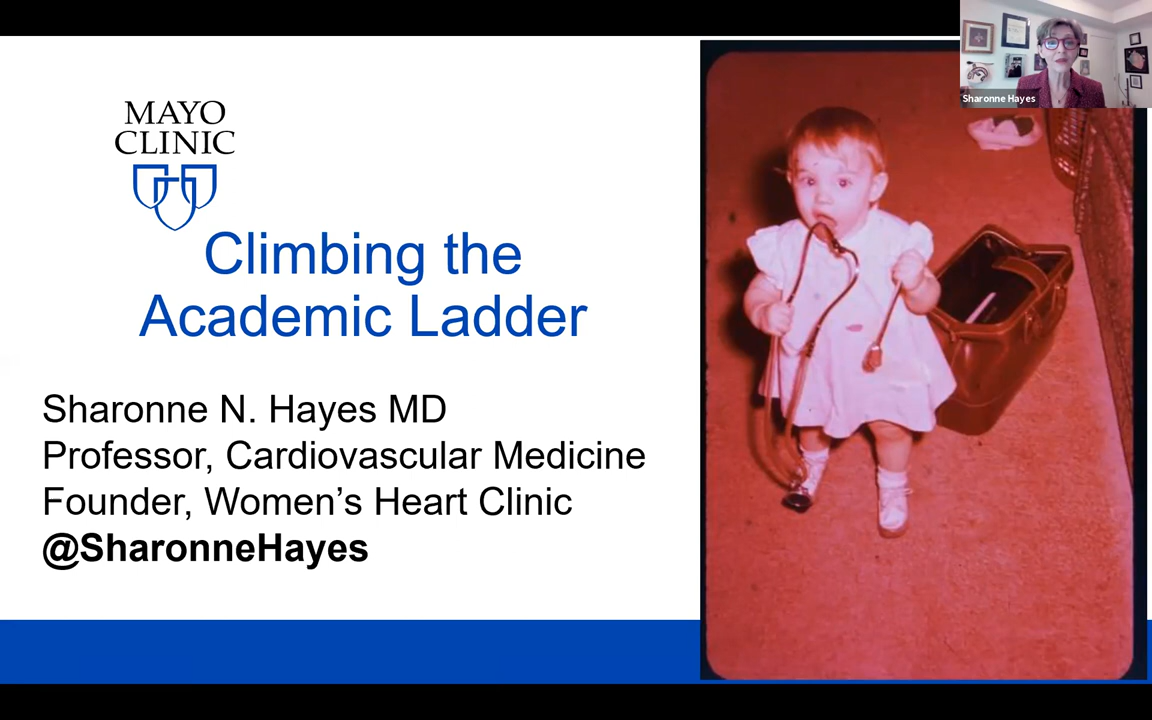 MAYO
CLINIC
Climbing the
Academic Ladder
Sharonne N. Hayes MD
Professor, Cardiovascular Medicine
Founder, Women’s Heart Clinic
@SharonneHayes
Sharonne Hayes